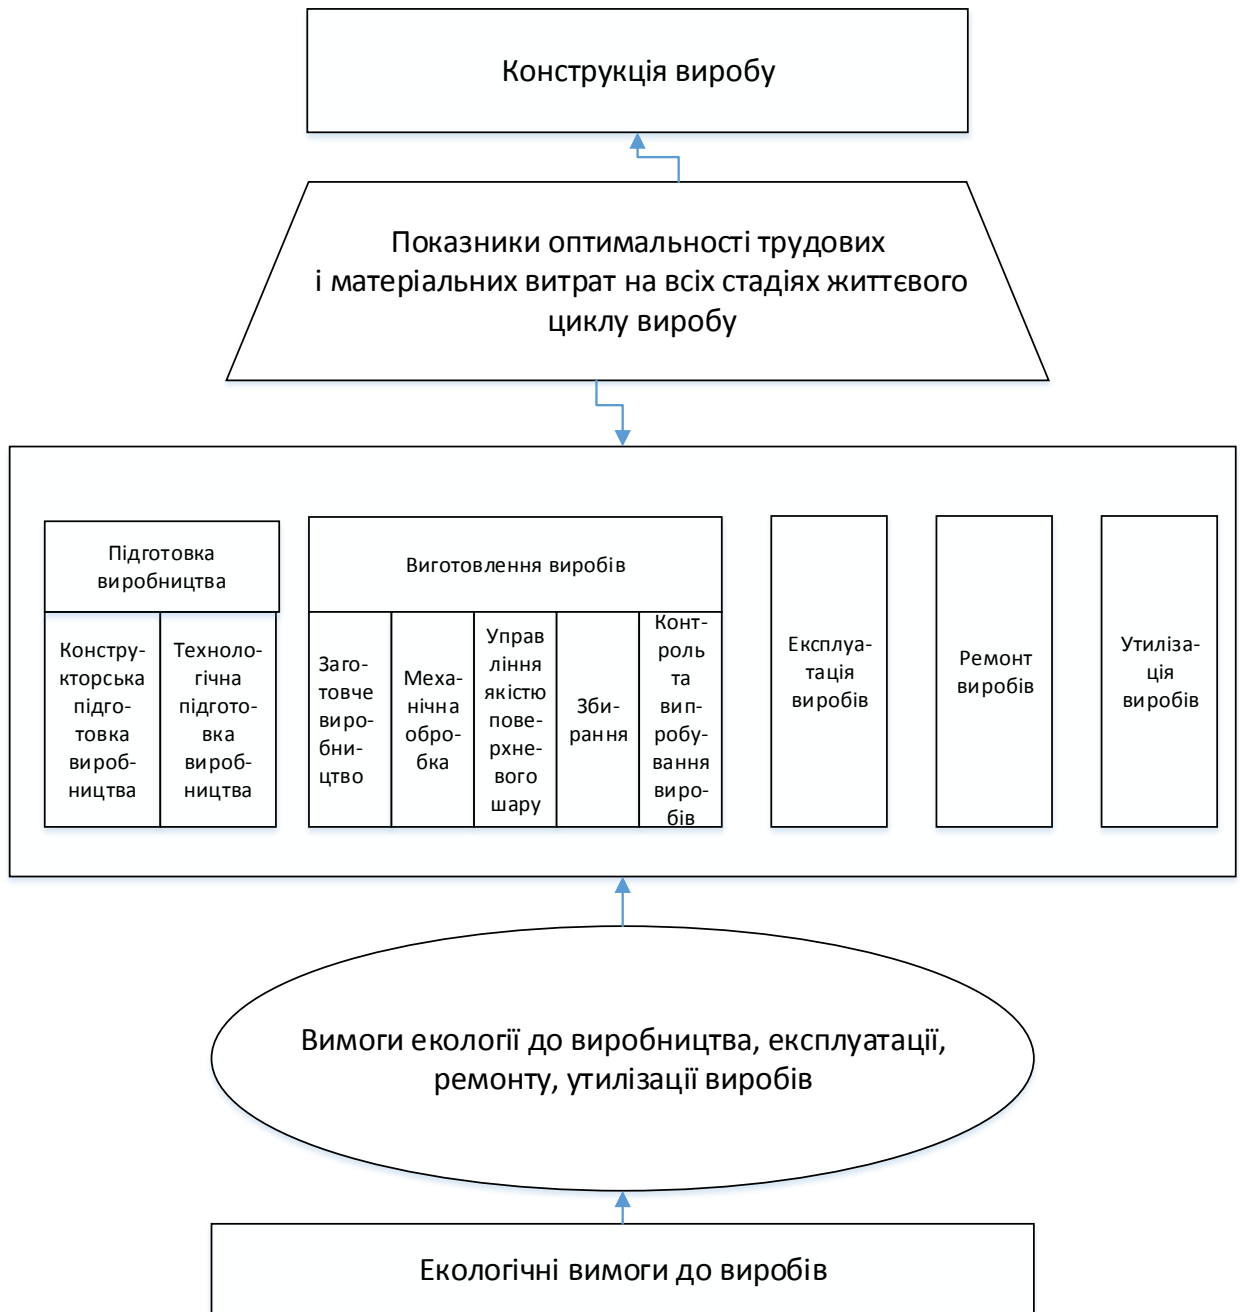 Конструкція виробу
Показники оптимальності трудових
і матеріальних витрат на всіх стадіях життєвого
циклу виробу
Підготовка
виробництва
Констру-
кторська
підго-
товка
вироб-
ництва
Техноло-
гічна
підгото-
вка
вироб-
ництва
Виготовлення виробів
Заго-
товче
виро-
бни-
цтво
Меха-
нічна
обро-
бка
Управ
ління
якістю
пове-
рхне-
вого
шару
Зби-
рання
Конт-
роль
та
вип-
робу-
вання
виро-
бів
Експлуа-
тація
виробів
Ремонт
виробів
Утиліза-
ція
виробів
Вимоги екології до виробництва, експлуатації,
ремонту, утилізації виробів
Екологічні вимоги до виробів